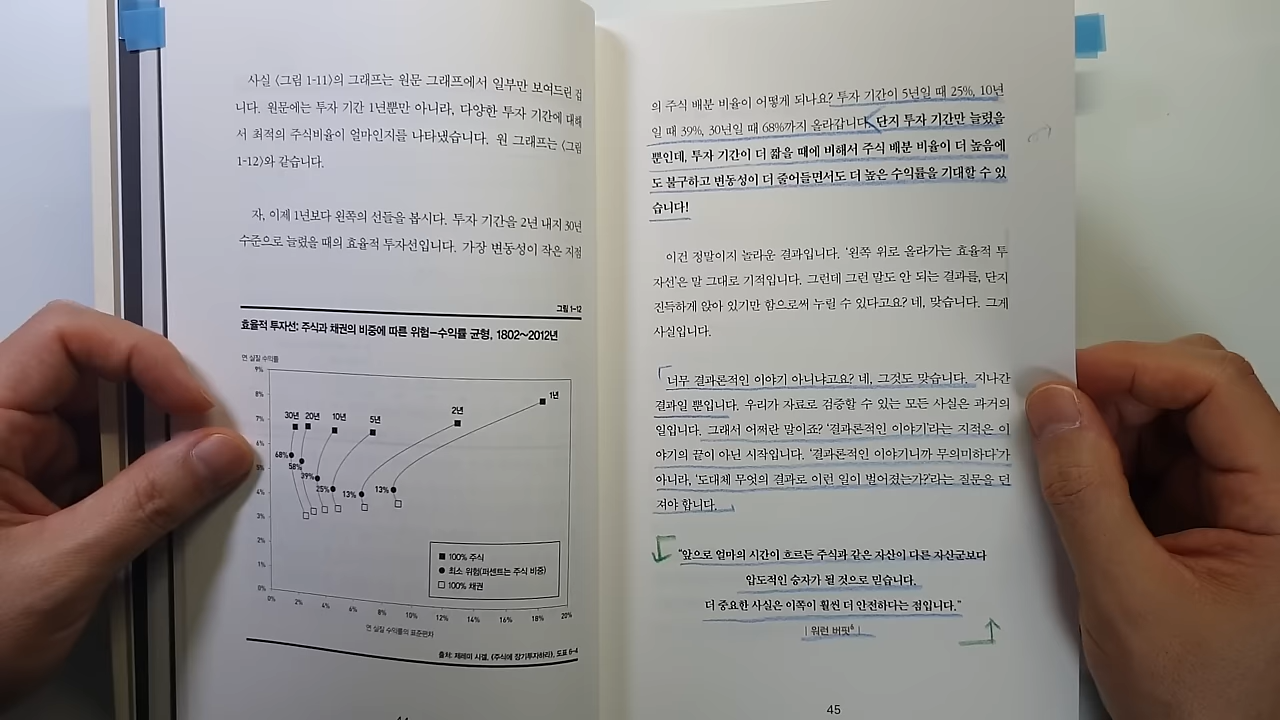 사실 〈그림 1-11〉의 그래프는 원문 그래프에서 일부만 보여드린 겁
니다. 원문에는 투자 기간 1년뿐만 아니라, 다양한 투자 기간에 대해
서 최적의 주식비율이 얼마인지를 나타냈습니다. 원 그래프는 〈그림
1-12〉와 같습니다.
자, 이제 1년보다 왼쪽의 선들을 봅시다. 투자 기간을 2년 내지 30년
수준으로 늘렸을 때의 효율적 투자선입니다. 가장 변동성이 작은 지점
그림 1-12
효율적 투자선: 주식과 채권의 비중에 따른 위험-수익률 균형, 1802~2012년
연 실질 수익률
9%
8%
7%
6%
5%
4%
3%
2%
1%
0%
30년 20년 10년 5년 2년 1년
68% 58% 39% 25% 13% 13%
■ 100% 주식
● 최소 위험(퍼센트는 주식 비중)
□ 100% 채권
0% 2% 4% 6% 8% 10% 12% 14% 16% 18% 20%
연 실질 수익률의 표준편차
출처: 제레미 시겔, 《주식에 장기투자하라》, 도표 6-4
의 주식 배분 비율이 어떻게 되나요? 투자 기간이 5년일 때 25%, 10년
일 때 39%, 30년일 때 68%까지 올라갑니다. 단지 투자 기간만 늘렸을
뿐인데, 투자 기간이 더 짧을 때에 비해서 주식 배분 비율이 더 높음에
도 불구하고 변동성이 더 줄어들면서도 더 높은 수익률을 기대할 수 있
습니다!
이건 정말이지 놀라운 결과입니다. '왼쪽 위로 올라가는 효율적 투
자선'은 말 그대로 기적입니다. 그런데 그런 말도 안 되는 결과를, 단지
진득하게 앉아 있기만 함으로써 누릴 수 있다고요? 네, 맞습니다. 그게
사실입니다.
너무 결과론적인 이야기 아니냐고요? 네, 그것도 맞습니다. 지나간
결과일 뿐입니다. 우리가 자료로 검증할 수 있는 모든 사실은 과거의
일입니다. 그래서 어쩌란 말이죠? '결과론적인 이야기'라는 지적은 이
야기의 끝이 아닌 시작입니다. '결과론적인 이야기니까 무의미하다'가
아니라, '도대체 무엇의 결과로 이런 일이 벌어졌는가?'라는 질문을 던
져야 합니다.
"앞으로 얼마의 시간이 흐르든 주식과 같은 자산이 다른 자산군보다
압도적인 승자가 될 것으로 믿습니다.
더 중요한 사실은 이쪽이 훨씬 더 안전하다는 점입니다."
| 워런 버핏⁶ |
45